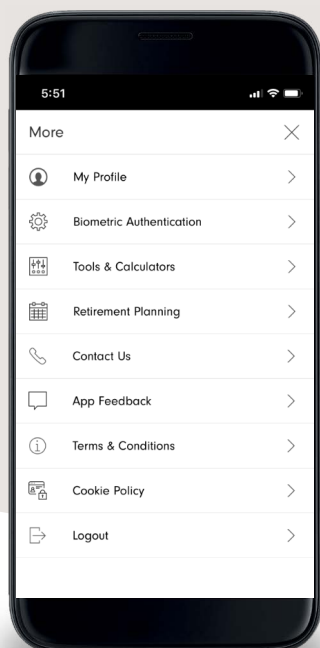 5:51
More
My Profile
Biometric Authentication
Tools & Calculators
Retirement Planning
Contact Us
App Feedback
Terms & Conditions
Cookie Policy
Logout